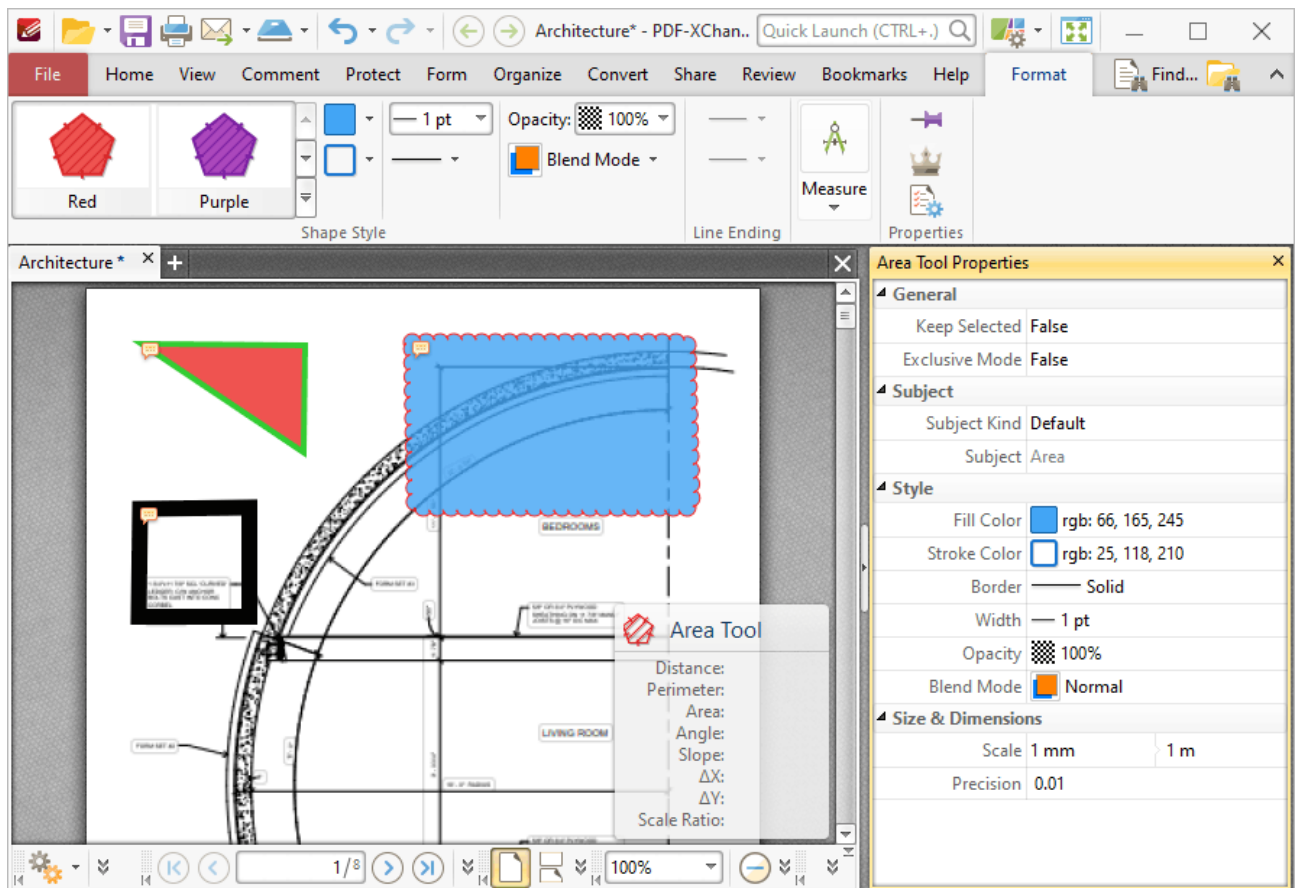 Architecture* - PDF-XChan..
Quick Launch (CTRL+.)
File Home View Comment Protect Form Organize Convert Share Review Bookmarks Help Format Find...
1 pt
Opacity: 100%
Blend Mode
Measure
Red
Purple
Shape Style
Line Ending
Properties
Architecture *
BEDROOMS
FORM SET #3
LIVING ROOM
Area Tool
Distance:
Perimeter:
Area:
Angle:
Slope:
ΔX:
ΔY:
Scale Ratio:
1/8
100%
Area Tool Properties
General
Keep Selected False
Exclusive Mode False
Subject
Subject Kind Default
Subject Area
Style
Fill Color rgb: 66, 165, 245
Stroke Color rgb: 25, 118, 210
Border Solid
Width 1 pt
Opacity 100%
Blend Mode Normal
Size & Dimensions
Scale 1 mm 1 m
Precision 0.01